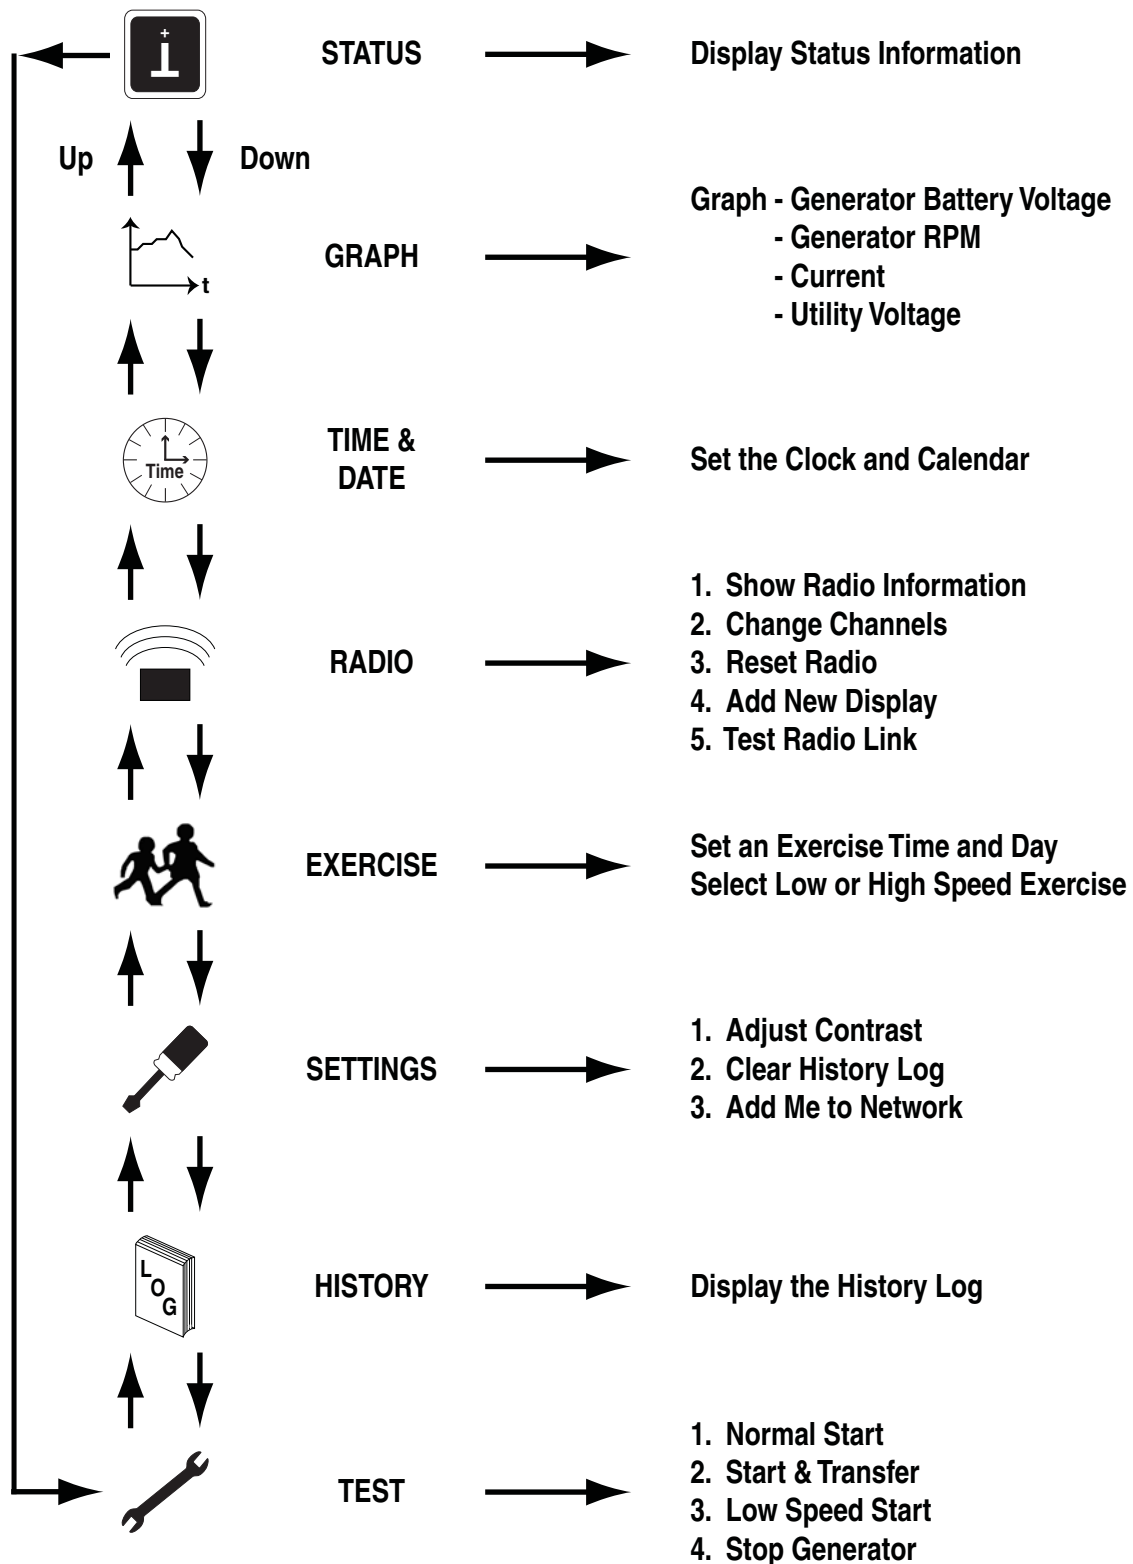 STATUS Display Status Information
Up Down
Graph - Generator Battery Voltage
- Generator RPM
GRAPH
- Current
t
- Utility Voltage
TIME &
DATE
Time
Set the Clock and Calendar
1. Show Radio Information
2. Change Channels
RADIO 3. Reset Radio
4. Add New Display
5. Test Radio Link
EXERCISE
Set an Exercise Time and Day
Select Low or High Speed Exercise
1. Adjust Contrast
SETTINGS 2. Clear History Log
3. Add Me to Network
LOG
HISTORY Display the History Log
1. Normal Start
2. Start & Transfer
TEST
3. Low Speed Start
4. Stop Generator